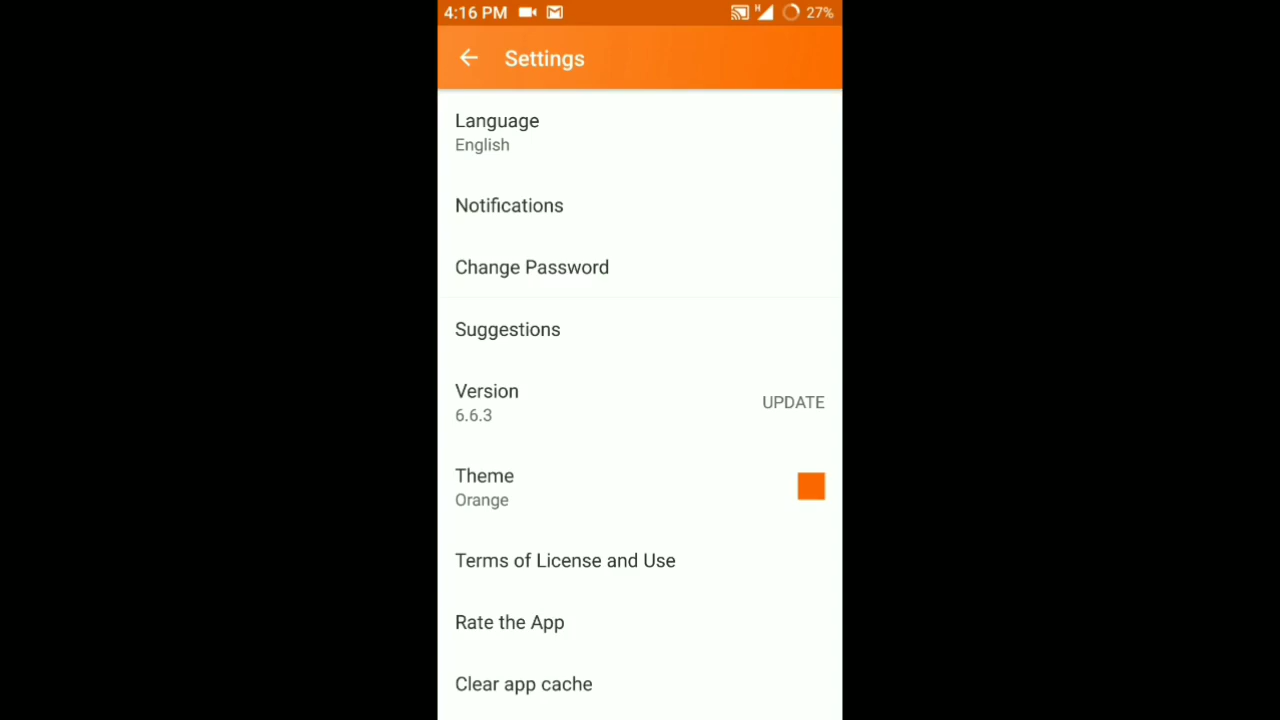 4:16 PM H 27%
Settings
Language
English
Notifications
Change Password
Suggestions
Version
6.6.3
UPDATE
Theme
Orange
Terms of License and Use
Rate the App
Clear app cache